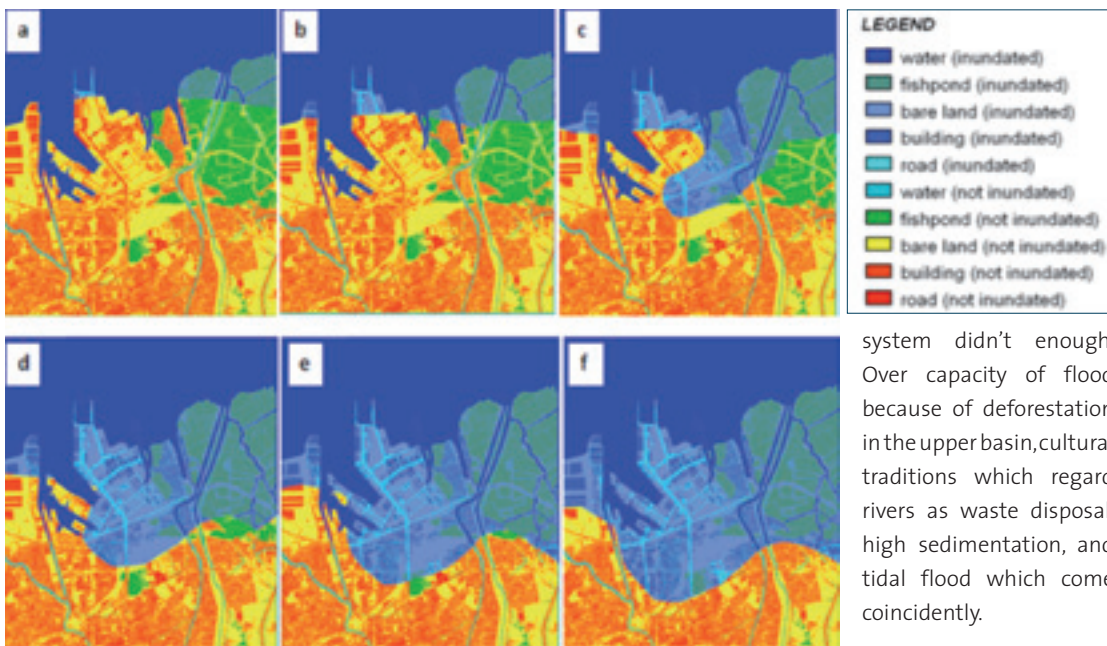 a
b
c
LEGEND
water (inundated)
fishpond (inundated)
bare land (inundated)
building (inundated)
road (inundated)
water (not inundated)
fishpond (not inundated)
bare land (not inundated)
building (not inundated)
road (not inundated)
d
e
f
system didn't enough
Over capacity of flood
because of deforestation
in the upper basin, cultura
traditions which regard
rivers as waste disposal
high sedimentation, and
tidal flood which come
coincidently.